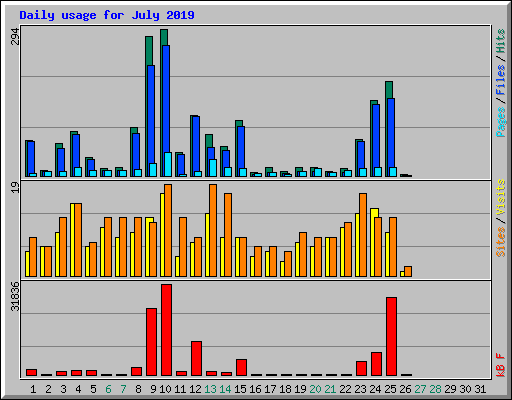 Daily usage for July 2019
294
Pages / Files / Hits
19
Sites / Visits
31836
kB F
1 2 3 4 5 6 7 8 9 10 11 12 13 14 15 16 17 18 19 20 21 22 23 24 25 26 27 28 29 30 31